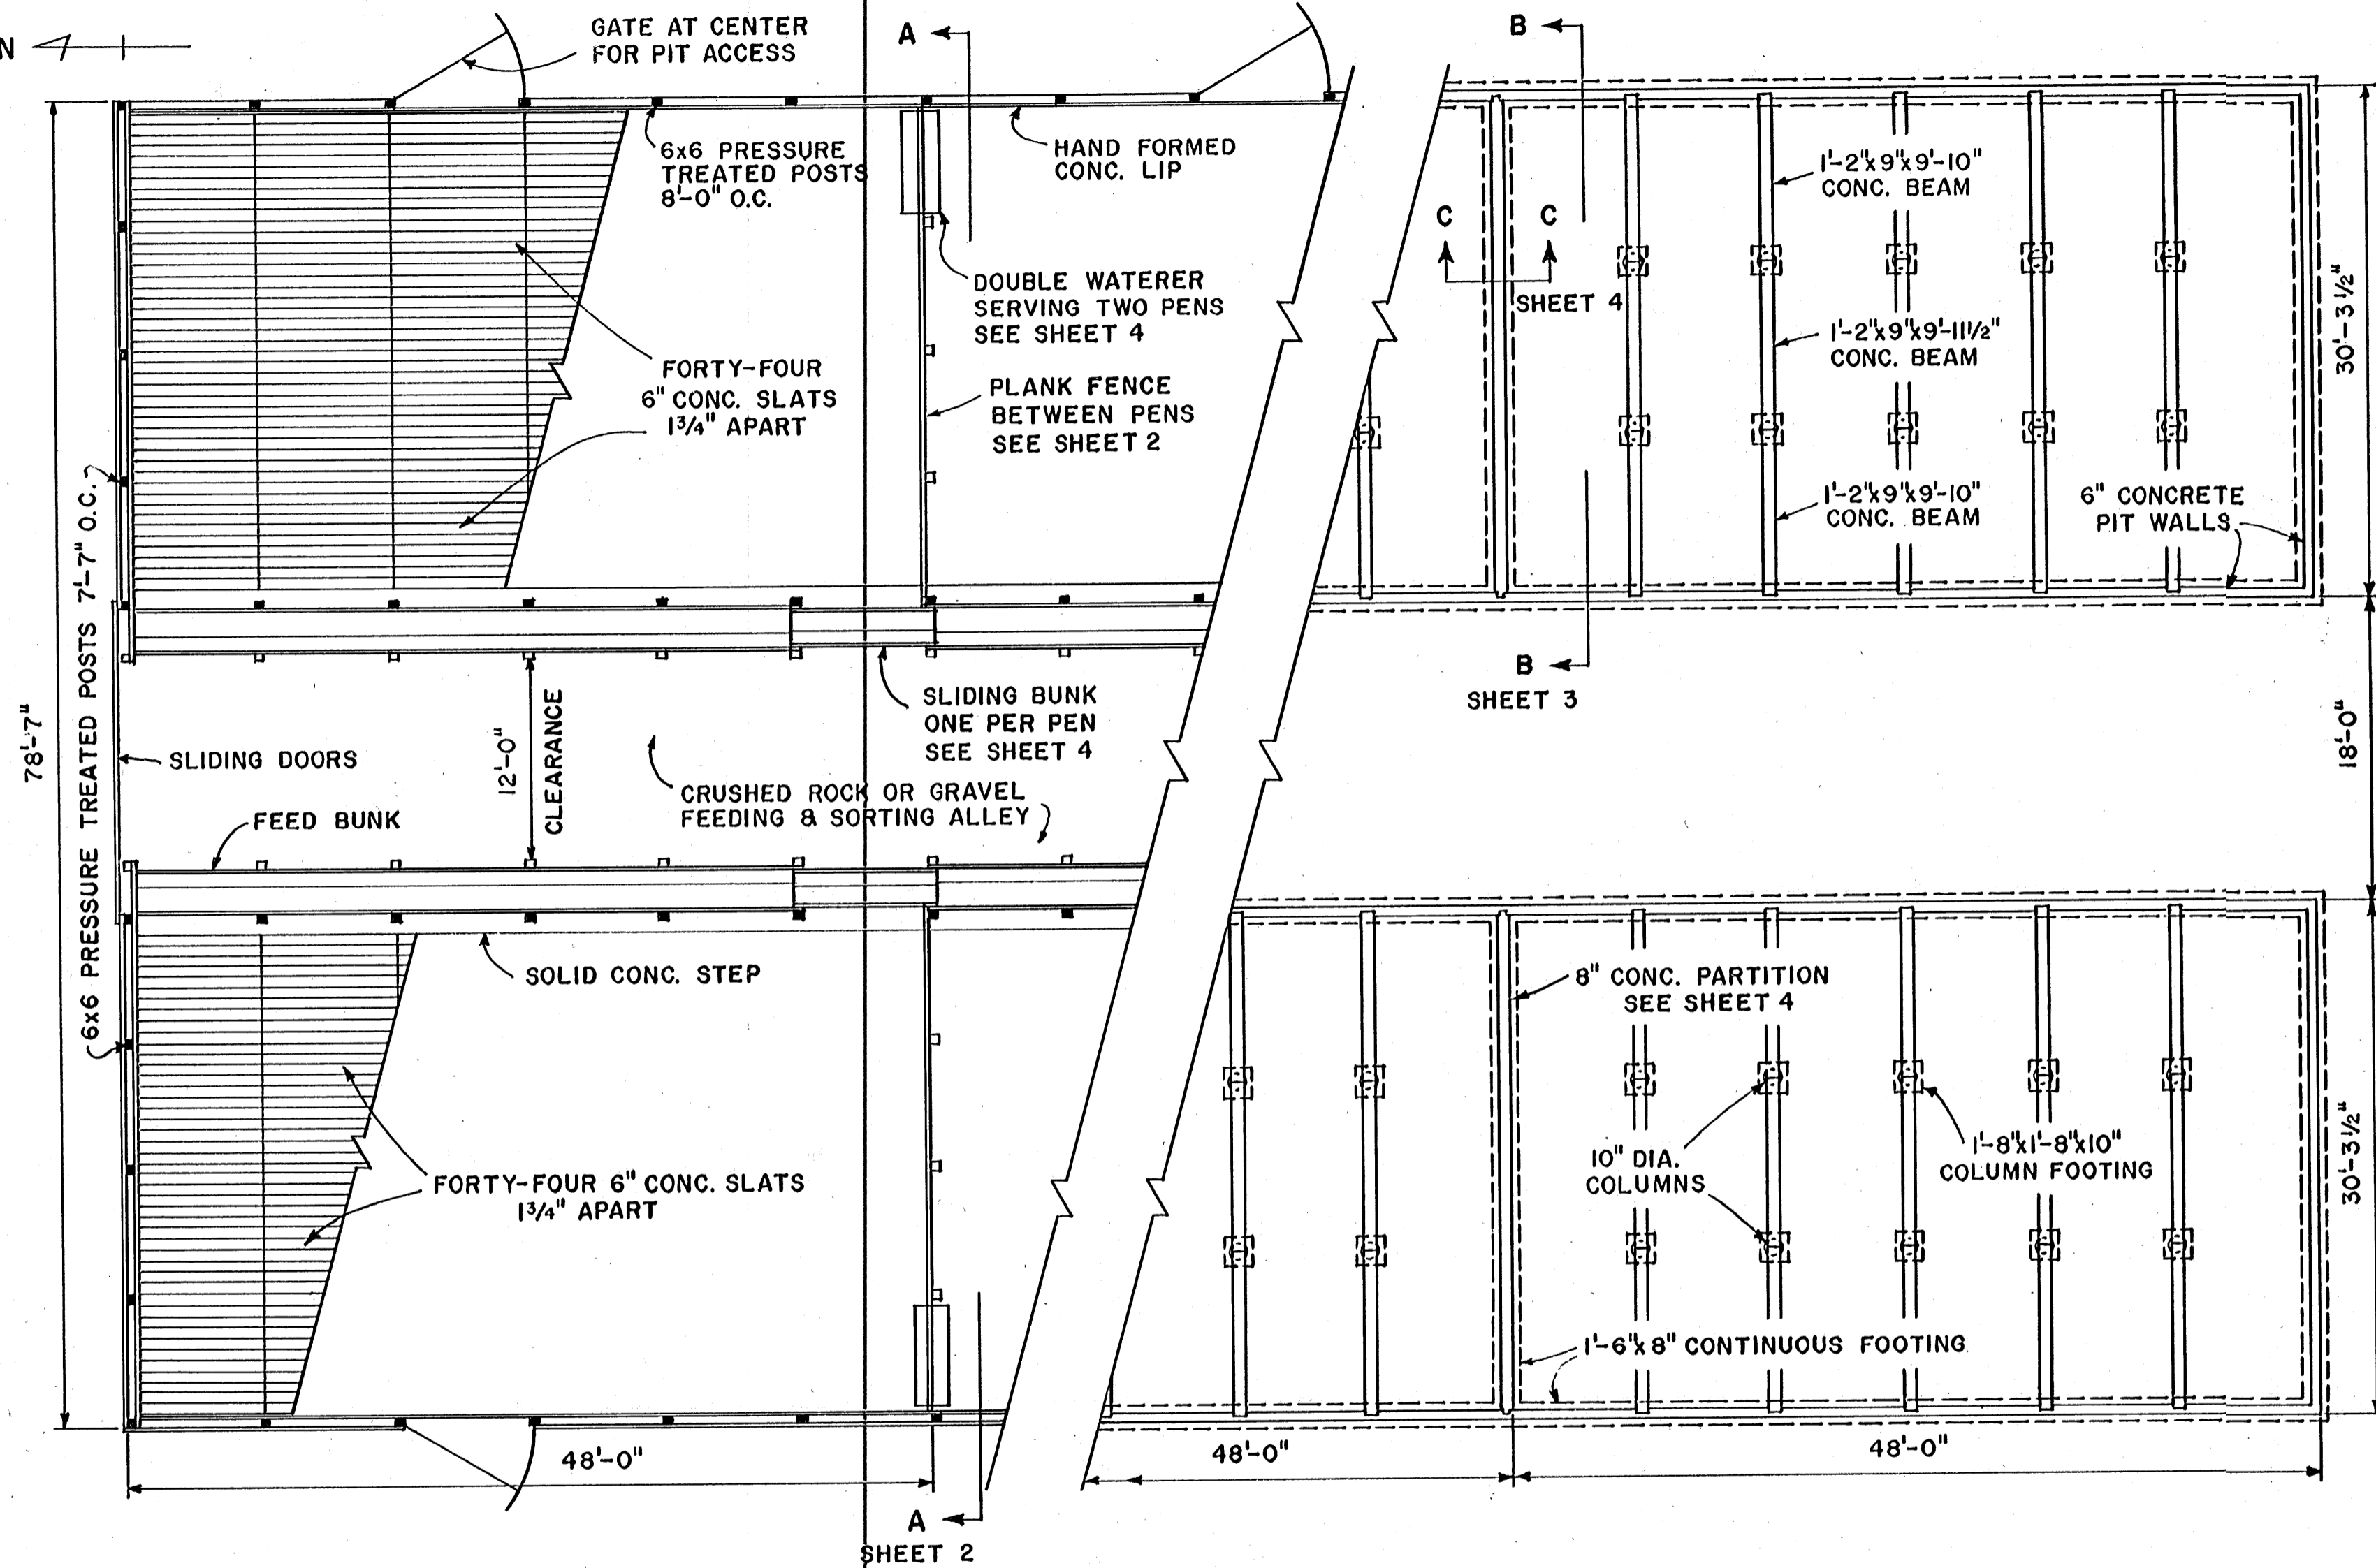 N
GATE AT CENTER
FOR PIT ACCESS
A
B
6x6 PRESSURE
TREATED POSTS
8'-0" O.C.
HAND FORMED
CONC. LIP
1'-2"x9"x9'-10"
CONC. BEAM
C C
SHEET 4
DOUBLE WATERER
SERVING TWO PENS
SEE SHEET 4
30'-3 1/2"
1'-2"x9"x9'-11 1/2"
CONC. BEAM
FORTY-FOUR
6" CONC. SLATS
1 3/4" APART
PLANK FENCE
BETWEEN PENS
SEE SHEET 2
1'-2"x9"x9'-10"
CONC. BEAM
6" CONCRETE
PIT WALLS
6x6 PRESSURE TREATED POSTS 7'-7" O.C.
78'-7"
B
SHEET 3
SLIDING BUNK
ONE PER PEN
SEE SHEET 4
SLIDING DOORS
12'-0"
CLEARANCE
18'-0"
CRUSHED ROCK OR GRAVEL
FEEDING & SORTING ALLEY
FEED BUNK
SOLID CONC. STEP
8" CONC. PARTITION
SEE SHEET 4
10" DIA.
COLUMNS
1'-8"x1'-8"x10"
COLUMN FOOTING
30'-3 1/2"
FORTY-FOUR 6" CONC. SLATS
1 3/4" APART
1'-6"x8" CONTINUOUS FOOTING
48'-0"
48'-0"
48'-0"
A
SHEET 2